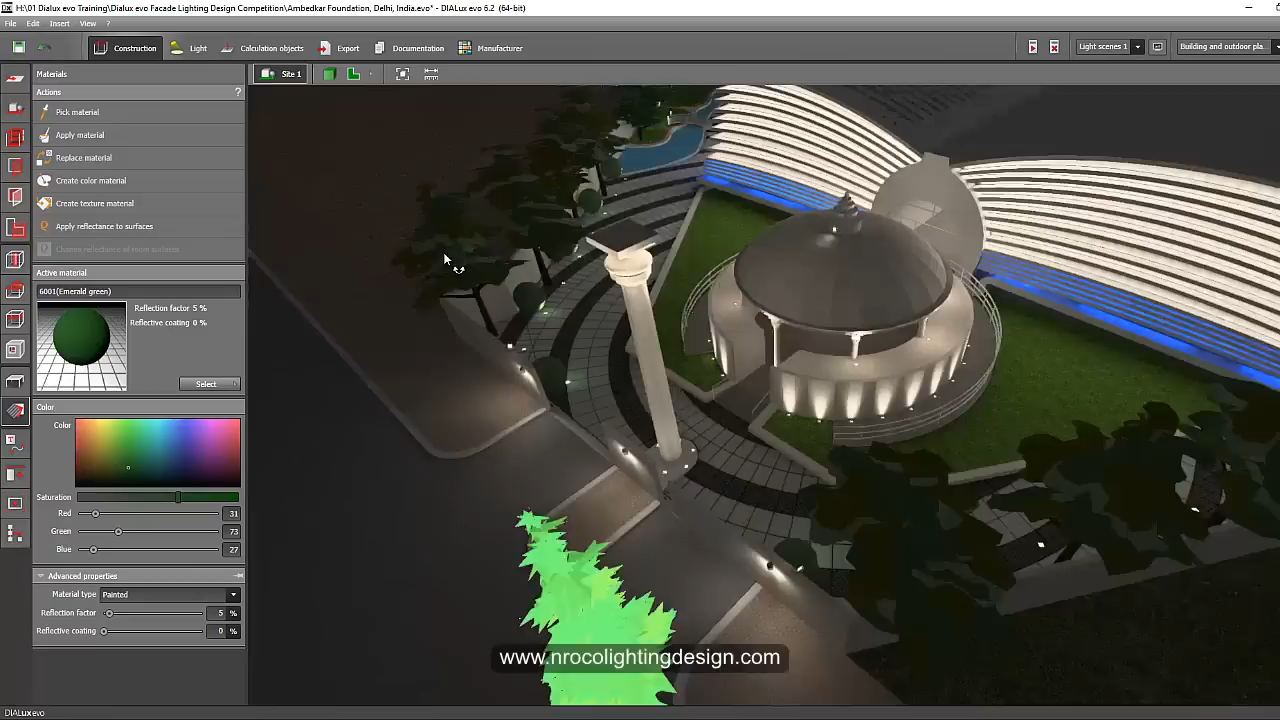 H:\01 Dialux evo Training\Dialux evo Facade Lighting Design Competition\Ambedkar Foundation, Delhi, India.evo* - DIALux evo 6.2 (64-bit)
File Edit Insert View ?
Construction Light Calculation objects Export Documentation Manufacturer Light scenes 1 Building and outdoor pla...
Materials Site 1
Actions ?
Pick material
Apply material
Replace material
Create color material
Create texture material
Apply reflectance to surfaces
Change reflectance of room surfaces
Active material
6001(Emerald green)
Reflection factor 5 %
Reflective coating 0 %
Select
Color
Color
Saturation
Red 31
Green 73
Blue 27
Advanced properties
Material type Painted
Reflection factor 5 %
Reflective coating 0 %
www.nrocolightingdesign.com
DIALux evo